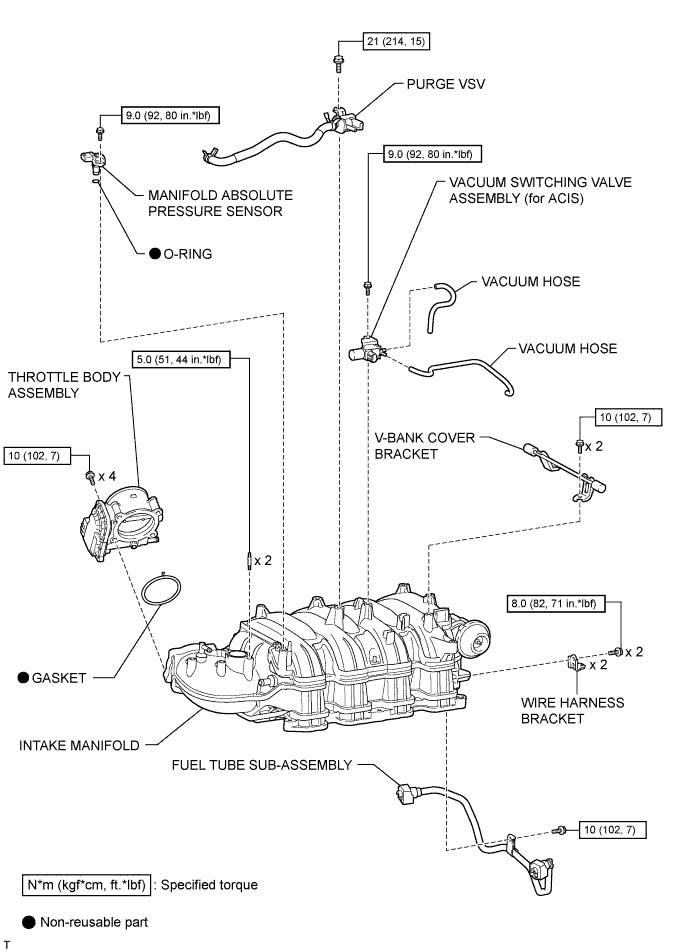 21 (214, 15)
PURGE VSV
9.0 (92, 80 in.*lbf)
9.0 (92, 80 in.*lbf)
MANIFOLD ABSOLUTE
PRESSURE SENSOR
VACUUM SWITCHING VALVE
ASSEMBLY (for ACIS)
O-RING
VACUUM HOSE
VACUUM HOSE
5.0 (51, 44 in.*lbf)
THROTTLE BODY
ASSEMBLY
10 (102, 7)
x 2
V-BANK COVER
BRACKET
10 (102, 7)
x 4
x 2
8.0 (82, 71 in.*lbf)
x 2
x 2
GASKET
WIRE HARNESS
BRACKET
INTAKE MANIFOLD
FUEL TUBE SUB-ASSEMBLY
10 (102, 7)
N*m (kgf*cm, ft.*lbf) : Specified torque
Non-reusable part
T